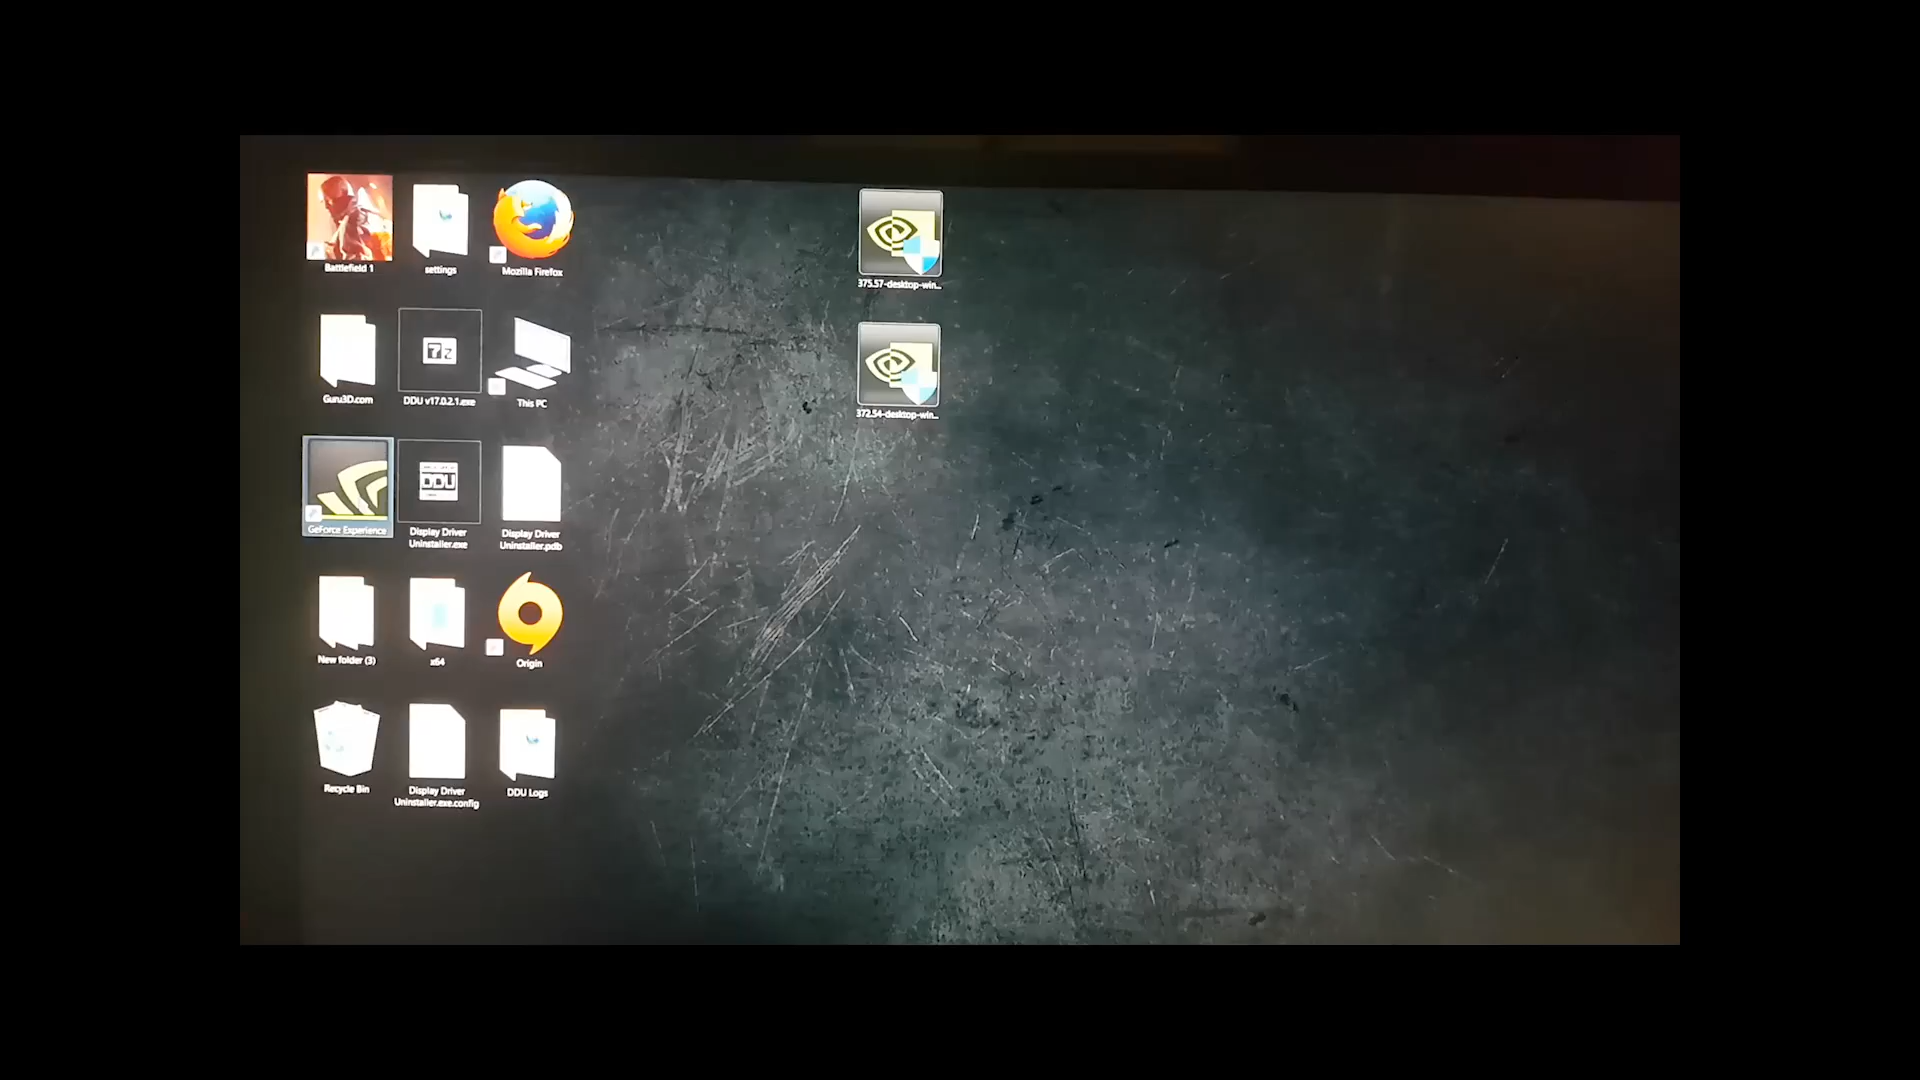 Battlefield 1
settings
Mozilla Firefox
375.57-desktop-win...
Guru3D.com
7z
DDU v17.0.2.1.exe
This PC
372.54-desktop-win...
GeForce Experience
DDU
Display Driver
Uninstaller.exe
Display Driver
Uninstaller.pdb
New folder (3)
x64
Origin
Recycle Bin
Display Driver
Uninstaller.exe.config
DDU Logs